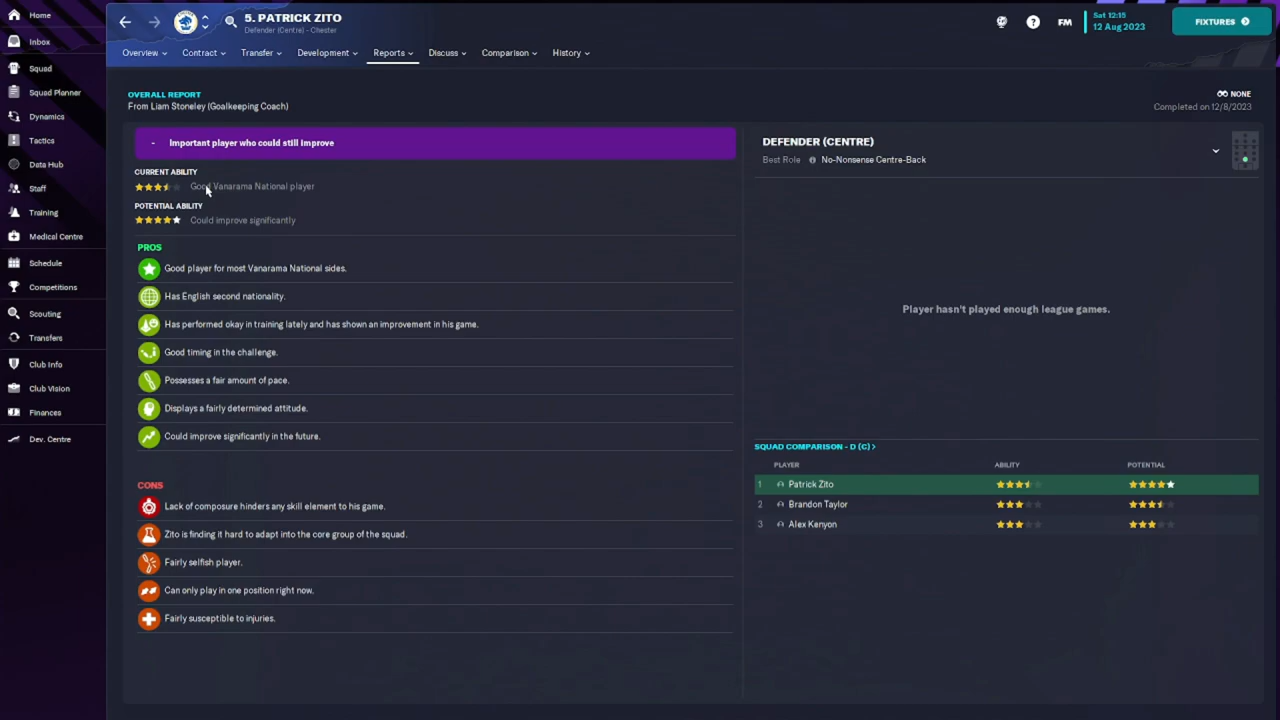 Home
Inbox
Squad
Squad Planner
Dynamics
Tactics
Data Hub
Staff
Training
Medical Centre
Schedule
Competitions
Scouting
Transfers
Club Info
Club Vision
Finances
Dev. Centre
5. PATRICK ZITO
Defender (Centre) - Chester
FM
Sat 12:15
12 Aug 2023
FIXTURES
Overview
Contract
Transfer
Development
Reports
Discuss
Comparison
History
OVERALL REPORT
From Liam Stoneley (Goalkeeping Coach)
NONE
Completed on 12/8/2023
- Important player who could still improve
CURRENT ABILITY
Good Vanarama National player
POTENTIAL ABILITY
Could improve significantly
PROS
Good player for most Vanarama National sides.
Has English second nationality.
Has performed okay in training lately and has shown an improvement in his game.
Good timing in the challenge.
Possesses a fair amount of pace.
Displays a fairly determined attitude.
Could improve significantly in the future.
CONS
Lack of composure hinders any skill element to his game.
Zito is finding it hard to adapt into the core group of the squad.
Fairly selfish player.
Can only play in one position right now.
Fairly susceptible to injuries.
DEFENDER (CENTRE)
Best Role No-Nonsense Centre-Back
Player hasn't played enough league games.
SQUAD COMPARISON - D (C) >
PLAYER ABILITY POTENTIAL
1 Patrick Zito
2 Brandon Taylor
3 Alex Kenyon